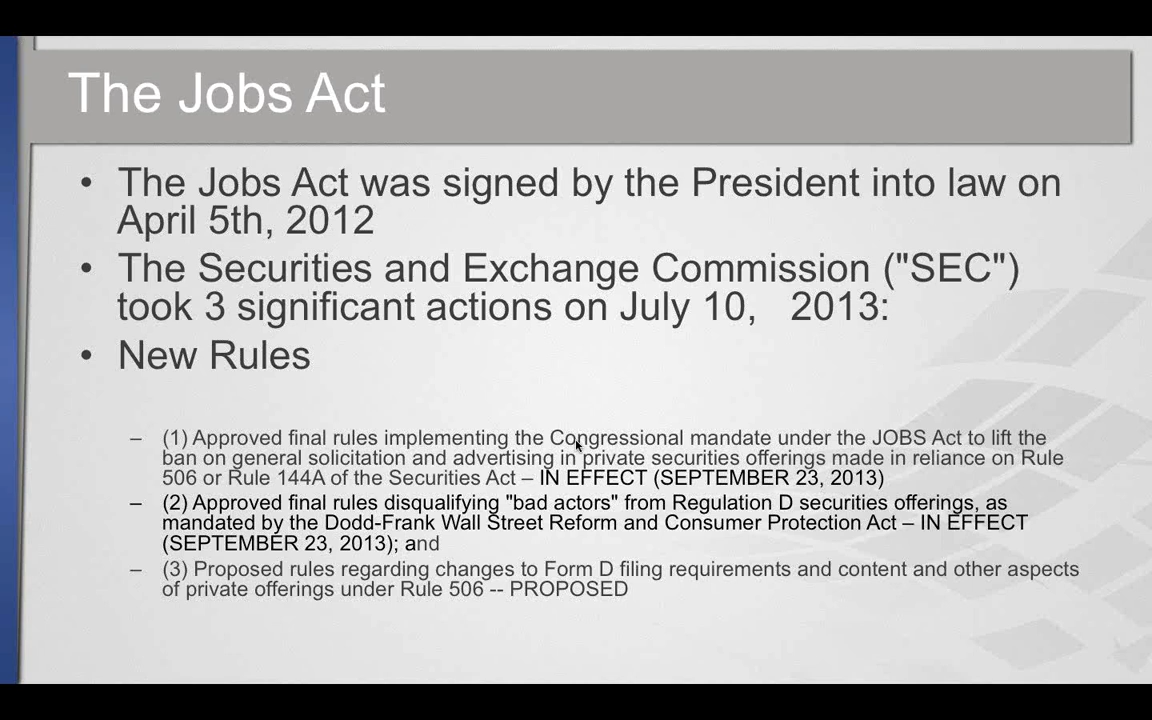 The Jobs Act
• The Jobs Act was signed by the President into law on
April 5th, 2012
• The Securities and Exchange Commission ("SEC")
took 3 significant actions on July 10,   2013:
• New Rules
– (1) Approved final rules implementing the Congressional mandate under the JOBS Act to lift the
ban on general solicitation and advertising in private securities offerings made in reliance on Rule
506 or Rule 144A of the Securities Act – IN EFFECT (SEPTEMBER 23, 2013)
– (2) Approved final rules disqualifying "bad actors" from Regulation D securities offerings, as
mandated by the Dodd-Frank Wall Street Reform and Consumer Protection Act – IN EFFECT
(SEPTEMBER 23, 2013); and
– (3) Proposed rules regarding changes to Form D filing requirements and content and other aspects
of private offerings under Rule 506 -- PROPOSED